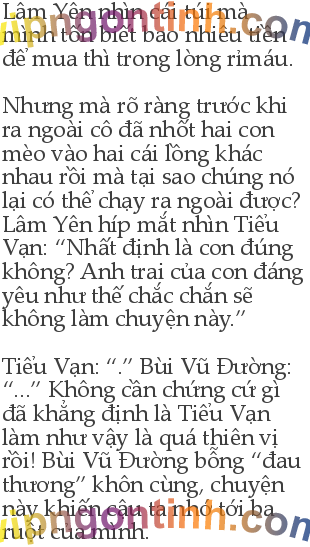 Lâm Yên nhìn cái túi mà
mình tốn biết bao nhiêu tiền
để mua thì trong lòng rỉ máu.
Nhưng mà rõ ràng trước khi
ra ngoài cô đã nhốt hai con
mèo vào hai cái lồng khác
nhau rồi mà tại sao chúng nó
lại có thể chạy ra ngoài được?
Lâm Yên híp mắt nhìn Tiểu
Vạn: “Nhất định là con đúng
không? Anh trai của con đáng
yêu như thế chắc chắn sẽ
không làm chuyện này.”
Tiểu Vạn: “.” Bùi Vũ Đường:
“...” Không cần chứng cứ gì
đã khẳng định là Tiểu Vạn
làm như vậy là quá thiên vị
rồi! Bùi Vũ Đường bỗng “đau
thương” khôn cùng, chuyện
này khiến cậu ta nhớ tới ba
ruột của mình.
vipngontinh.com
vipngontinh.com